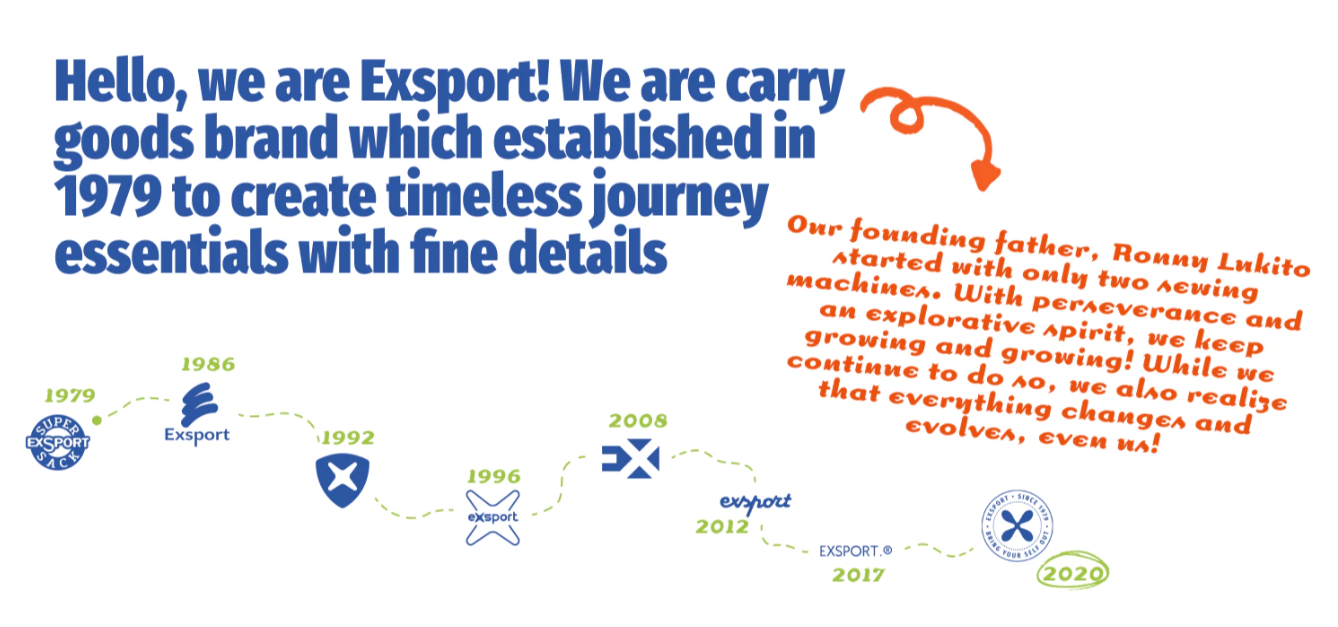 Hello, we are Exsport! We are carry
goods brand which established in
1979 to create timeless journey
essentials with fine details
Our founding father, Ronny Lukito
started with only two sewing
machines. With perseverance and
an explorative spirit, we keep
growing and growing! While we
continue to do so, we also realize
that everything changes and
evolves, even us!
1979
SUPER
EXSPORT
SACK
1986
Exsport
1992
1996
exsport
2008
EX
exsport
2012
EXSPORT.®
2017
EXSPORT • SINCE 1979 •
BRING YOUR SELF OUT
2020